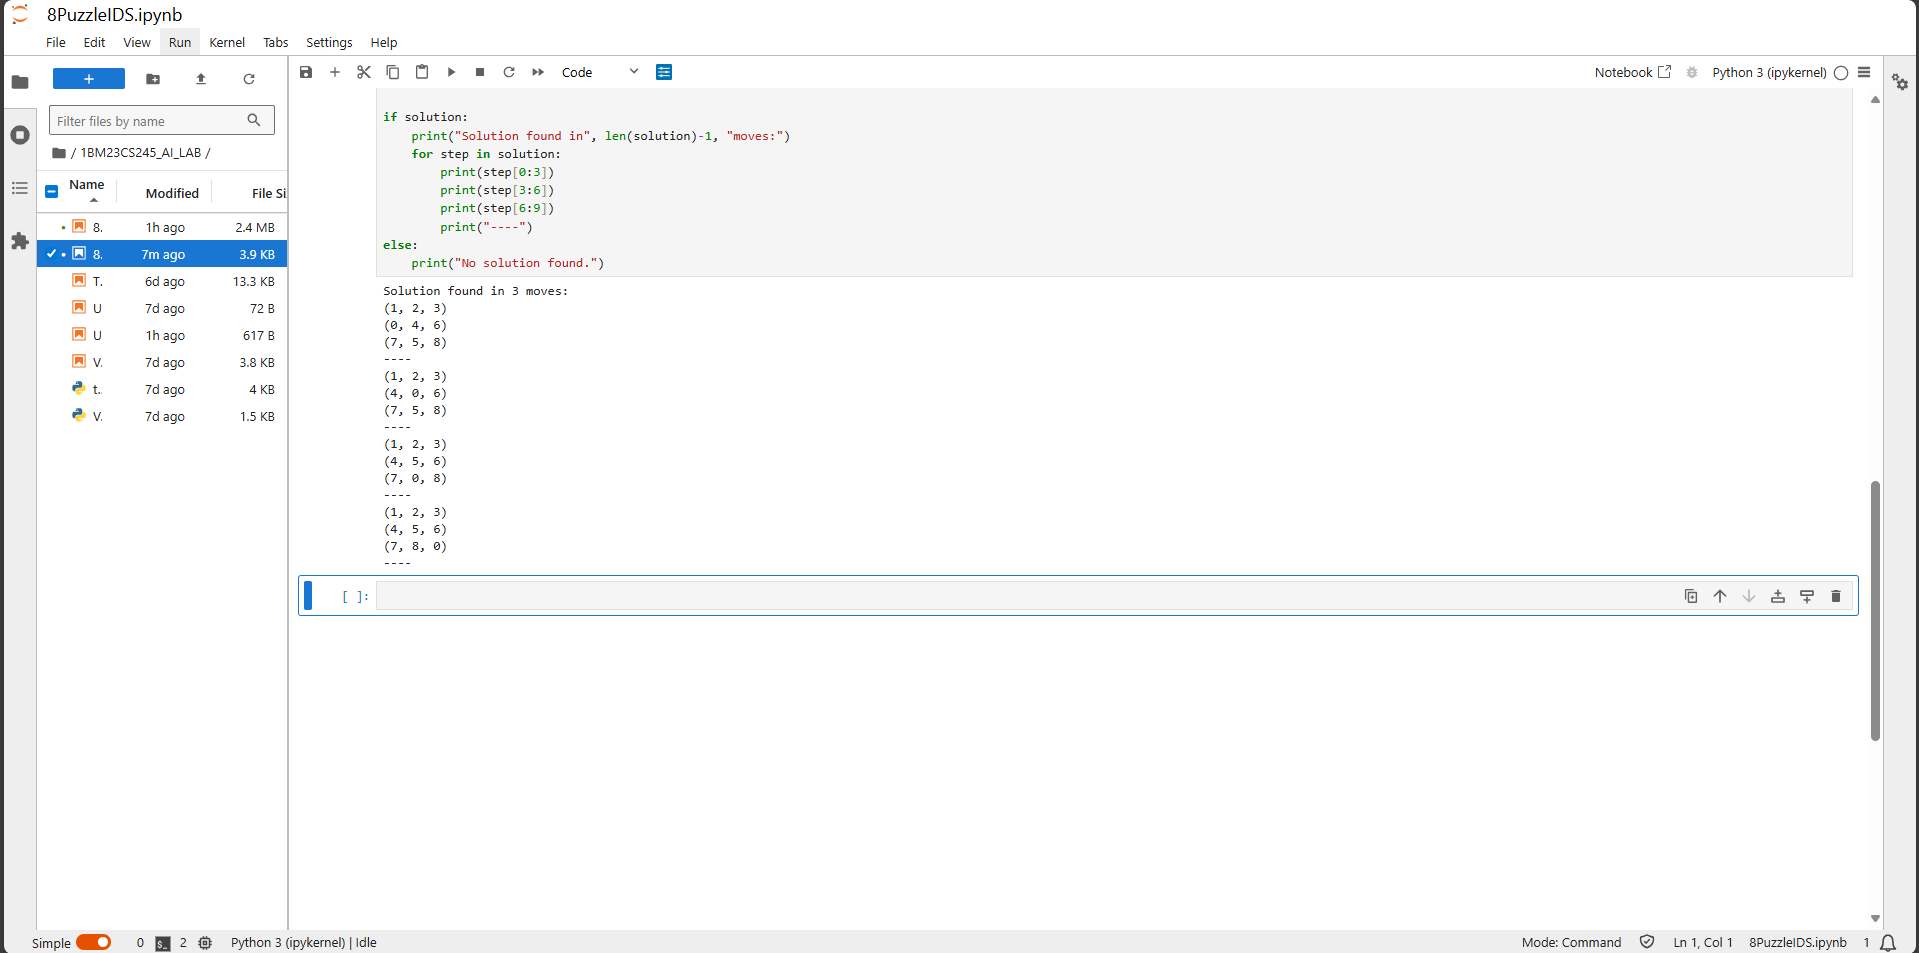 8PuzzleIDS.ipynb
File Edit View Run Kernel Tabs Settings Help
Code
Notebook
Python 3 (ipykernel)
Filter files by name
/ 1BM23CS245_AI_LAB /
Name Modified File Si
8. 1h ago 2.4 MB
8. 7m ago 3.9 KB
T. 6d ago 13.3 KB
U 7d ago 72 B
U 1h ago 617 B
V. 7d ago 3.8 KB
t.. 7d ago 4 KB
V. 7d ago 1.5 KB
if solution:
    print("Solution found in", len(solution)-1, "moves:")
    for step in solution:
        print(step[0:3])
        print(step[3:6])
        print(step[6:9])
        print("----")
else:
    print("No solution found.")
Solution found in 3 moves:
(1, 2, 3)
(0, 4, 6)
(7, 5, 8)
----
(1, 2, 3)
(4, 0, 6)
(7, 5, 8)
----
(1, 2, 3)
(4, 5, 6)
(7, 0, 8)
----
(1, 2, 3)
(4, 5, 6)
(7, 8, 0)
----
[ ]:
Simple 0 $_ 2 Python 3 (ipykernel) | Idle
Mode: Command Ln 1, Col 1 8PuzzleIDS.ipynb 1